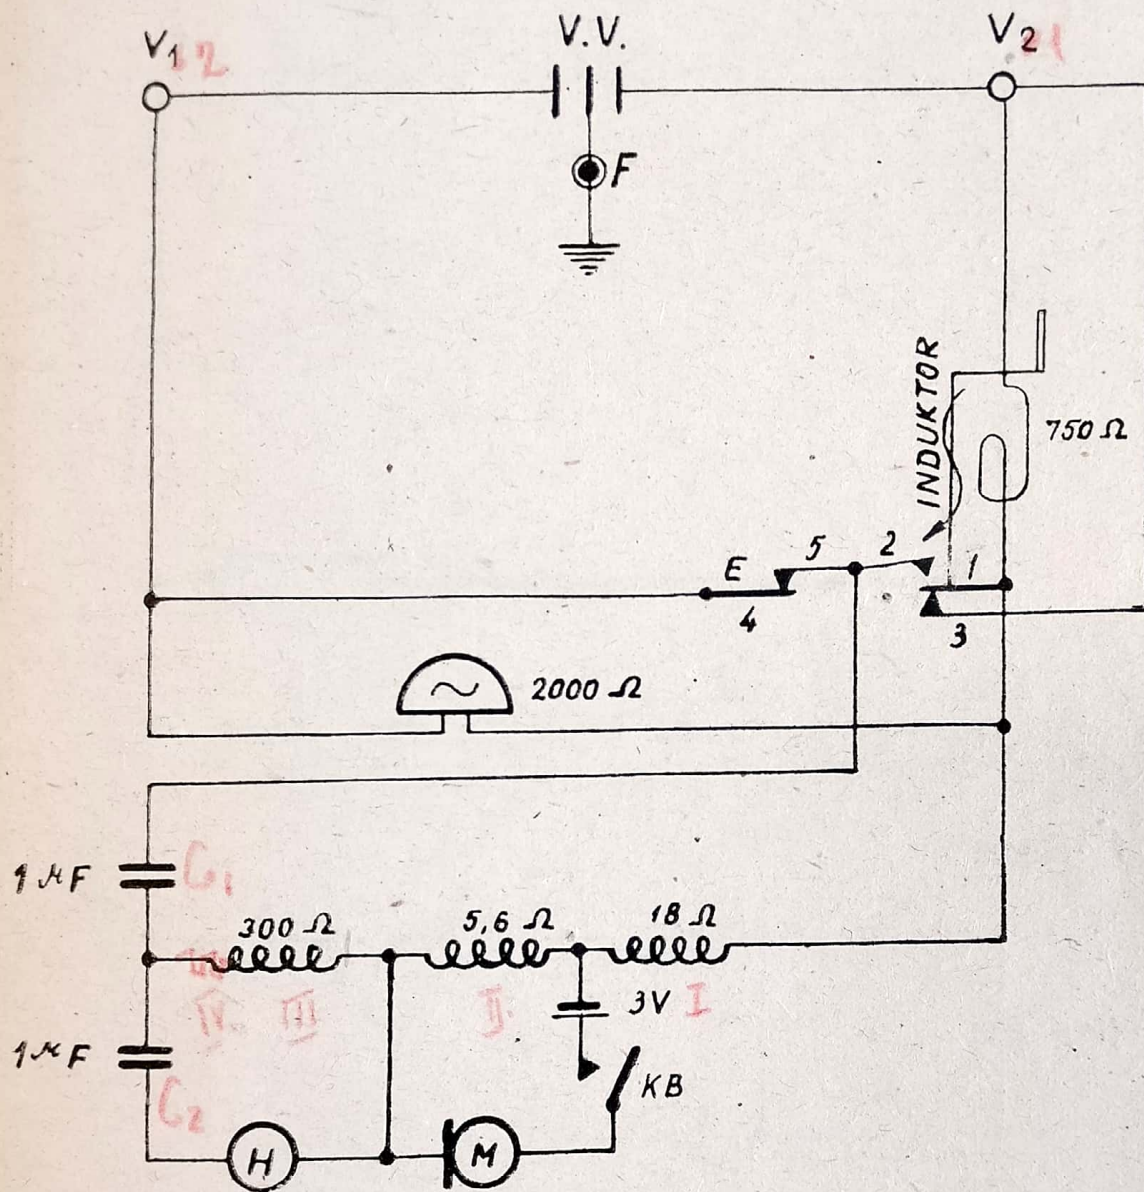 V1 2
V.V.
V2 1
F
INDUKTOR
750 Ω
E
5
2
1
4
3
2000 Ω
1 µF
C1
300 Ω
5,6 Ω
18 Ω
IV.
III
II.
3V
I
1 µF
C2
KB
H
M